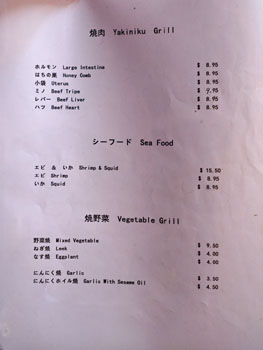 焼肉 Yakiniku Grill
ホルモン Large Intestine $ 8.95
はちの巣 Honey Comb $ 8.95
小袋 Uterus $ 8.95
ミノ Beef Tripe $ 7.95
レバー Beef Liver $ 8.95
ハツ Beef Heart $ 8.95
シーフード Sea Food
エビ & いか Shrimp & Squid $ 15.50
エビ Shrimp $ 8.95
いか Squid $ 8.95
焼野菜 Vegetable Grill
野菜焼 Mixed Vegetable $ 9.50
ねぎ焼 Leek $ 4.00
なす焼 Eggplant $ 4.00
にんにく焼 Garlic $ 3.50
にんにくホイル焼 Garlic With Sesame Oil $ 4.50